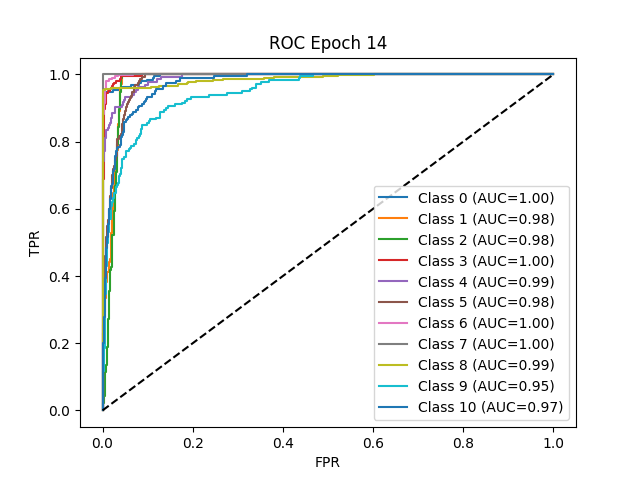 ROC Epoch 14
TPR
1.0
0.8
0.6
0.4
0.2
0.0
Class 0 (AUC=1.00)
Class 1 (AUC=0.98)
Class 2 (AUC=0.98)
Class 3 (AUC=1.00)
Class 4 (AUC=0.99)
Class 5 (AUC=0.98)
Class 6 (AUC=1.00)
Class 7 (AUC=1.00)
Class 8 (AUC=0.99)
Class 9 (AUC=0.95)
Class 10 (AUC=0.97)
0.0 0.2 0.4 0.6 0.8 1.0
FPR